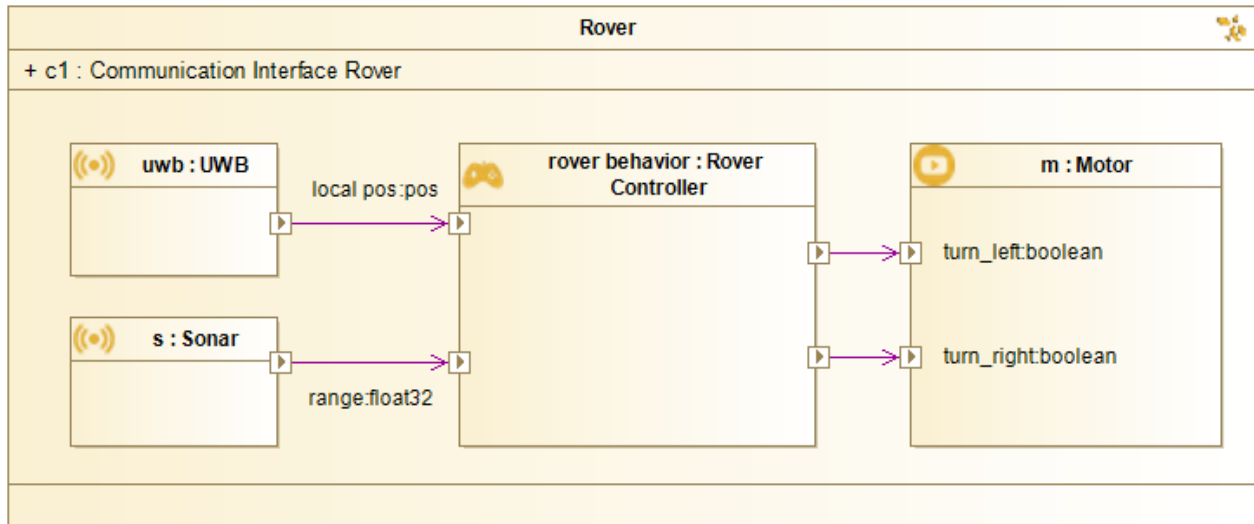 Rover
+ c1 : Communication Interface Rover
uwb : UWB
local pos:pos
rover behavior : Rover
Controller
m : Motor
turn_left:boolean
s : Sonar
range:float32
turn_right:boolean